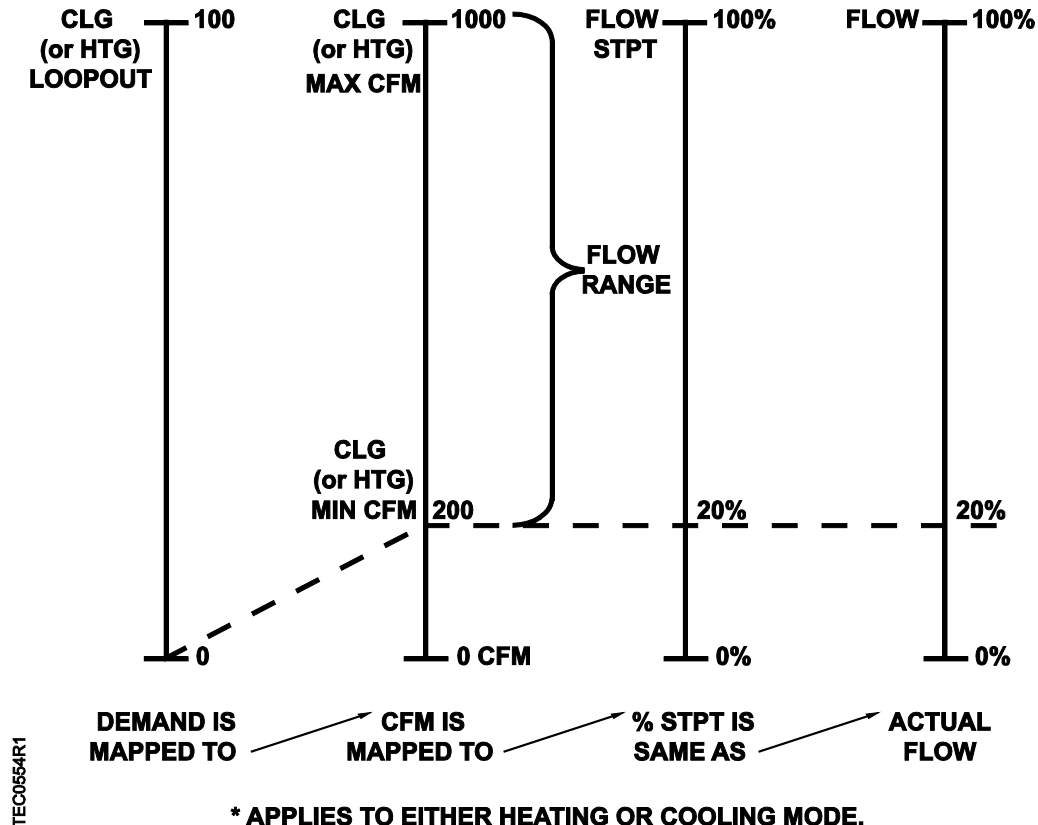 CLG
(or HTG)
LOOPOUT
100
0
CLG
(or HTG)
MAX CFM
1000
FLOW
RANGE
CLG
(or HTG)
MIN CFM
200
0 CFM
FLOW
STPT
100%
20%
0%
FLOW
100%
20%
0%
DEMAND IS
MAPPED TO
CFM IS
MAPPED TO
% STPT IS
SAME AS
ACTUAL
FLOW
* APPLIES TO EITHER HEATING OR COOLING MODE.
TEC0554R1